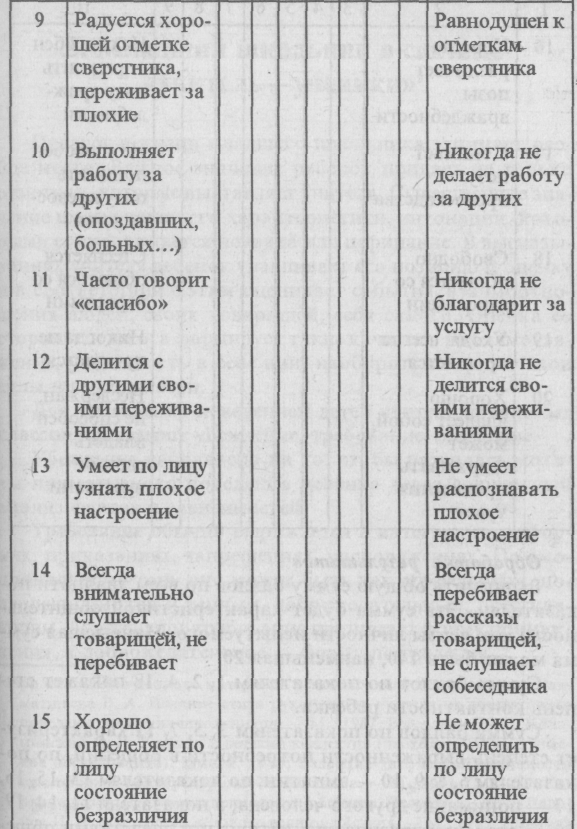 9 Радуется хоро-
шей отметке
сверстника,
переживает за
плохие
Равнодушен к
отметкам
сверстника
10 Выполняет
работу за
других
(опоздавших,
больных…)
Никогда не
делает работу
за других
11 Часто говорит
«спасибо»
Никогда не
благодарит за
услугу
12 Делится с
другими сво-
ими пережива-
ниями
Никогда не
делится сво-
ими пережи-
ваниями
13 Умеет по лицу
узнать плохое
настроение
Не умеет
распознавать
плохое
настроение
14 Всегда
внимательно
слушает
товарищей, не
перебивает
Всегда
перебивает
рассказы
товарищей,
не слушает
собеседника
15 Хорошо
определяет по
лицу
состояние
безразличия
Не может
определить
по лицу
состояние
безразличия